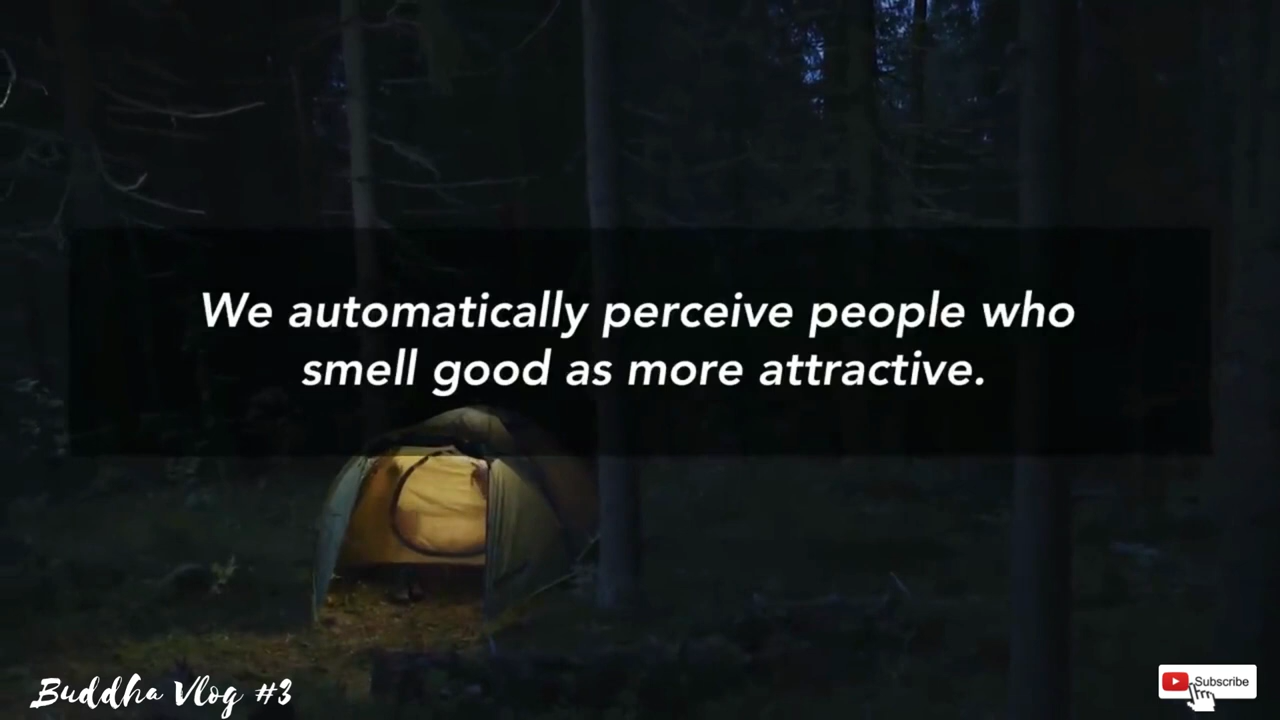 We automatically perceive people who
smell good as more attractive.
Buddha Vlog #3
Subscribe